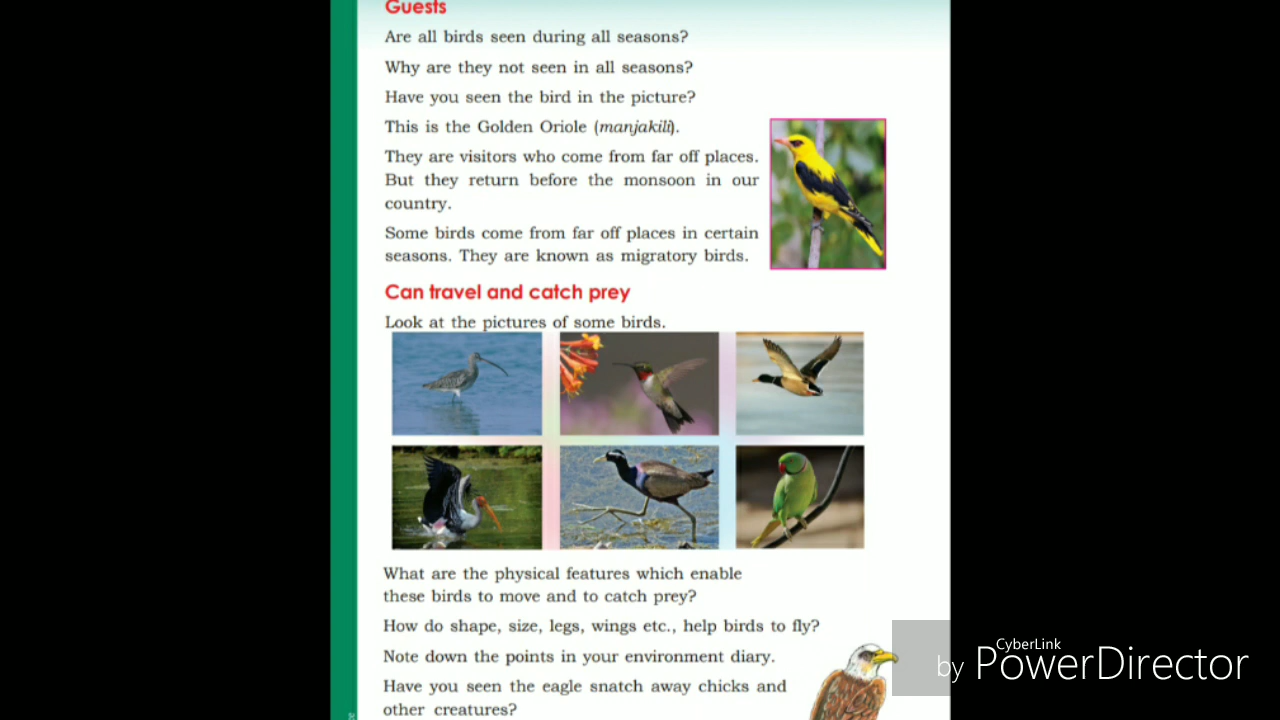 Guests
Are all birds seen during all seasons?
Why are they not seen in all seasons?
Have you seen the bird in the picture?
This is the Golden Oriole (manjakili).
They are visitors who come from far off places.
But they return before the monsoon in our
country.
Some birds come from far off places in certain
seasons. They are known as migratory birds.
Can travel and catch prey
Look at the pictures of some birds.
What are the physical features which enable
these birds to move and to catch prey?
How do shape, size, legs, wings etc., help birds to fly?
Note down the points in your environment diary.
Have you seen the eagle snatch away chicks and
other creatures?
by CyberLink
PowerDirector